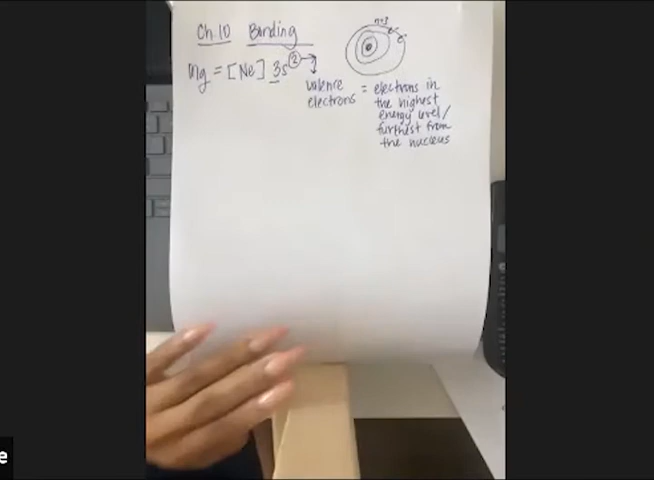 Ch.10 Bonding
n=3
e⁻ e⁻
Mg = [Ne] 3s²
valence electrons = electrons in
the highest
energy level/
furthest from
the nucleus
e